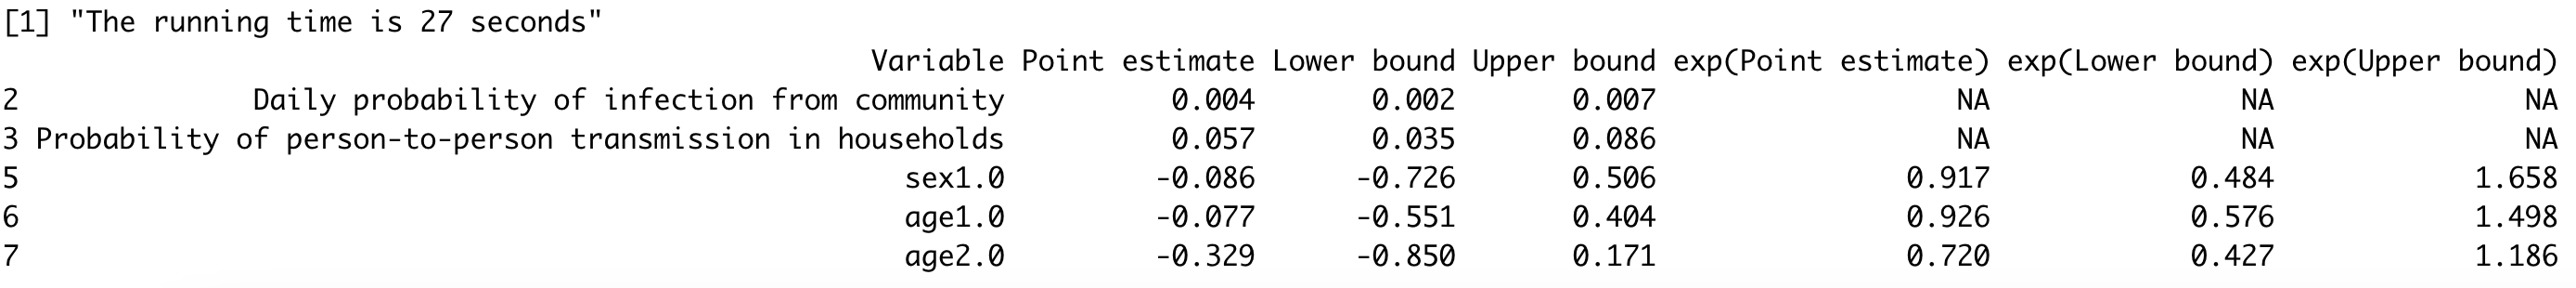 [1] "The running time is 27 seconds"
Variable Point estimate Lower bound Upper bound exp(Point estimate) exp(Lower bound) exp(Upper bound)
2 Daily probability of infection from community 0.004 0.002 0.007 NA NA NA
3 Probability of person-to-person transmission in households 0.057 0.035 0.086 NA NA NA
5 sex1.0 -0.086 -0.726 0.506 0.917 0.484 1.658
6 age1.0 -0.077 -0.551 0.404 0.926 0.576 1.498
7 age2.0 -0.329 -0.850 0.171 0.720 0.427 1.186